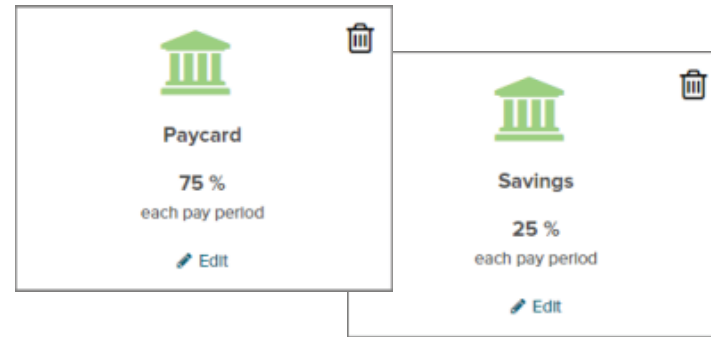 Paycard
75 %
each pay period
Edit
Savings
25 %
each pay period
Edit